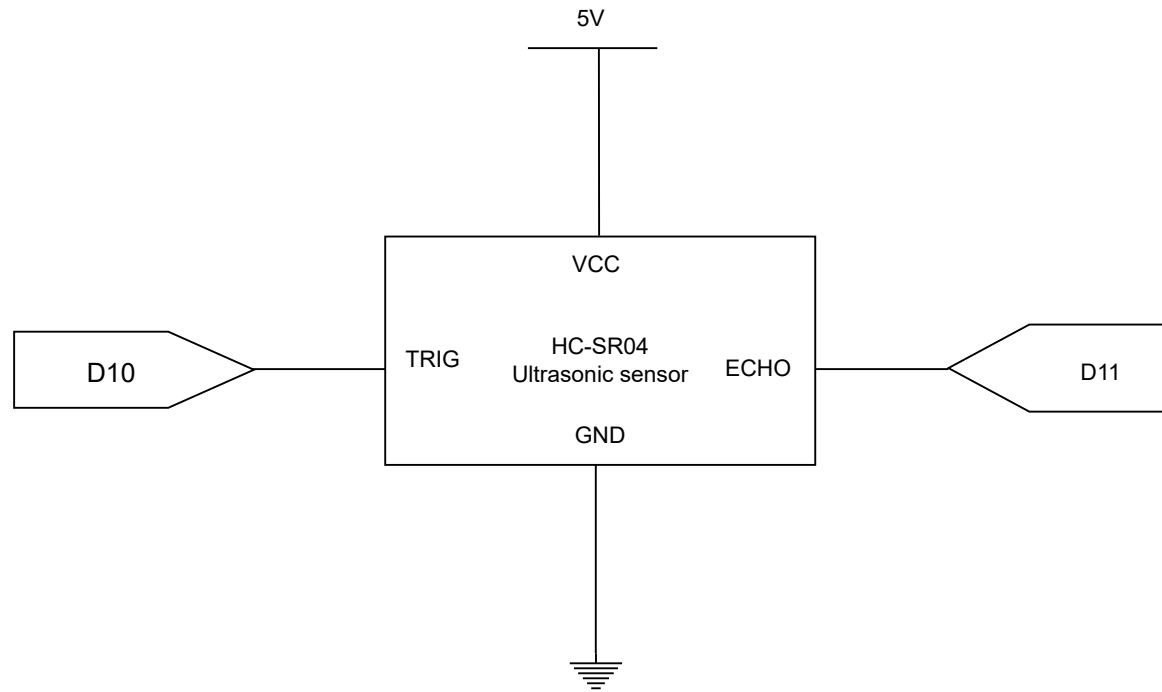 5V
VCC
D10
TRIG
HC-SR04
Ultrasonic sensor
ECHO
D11
GND